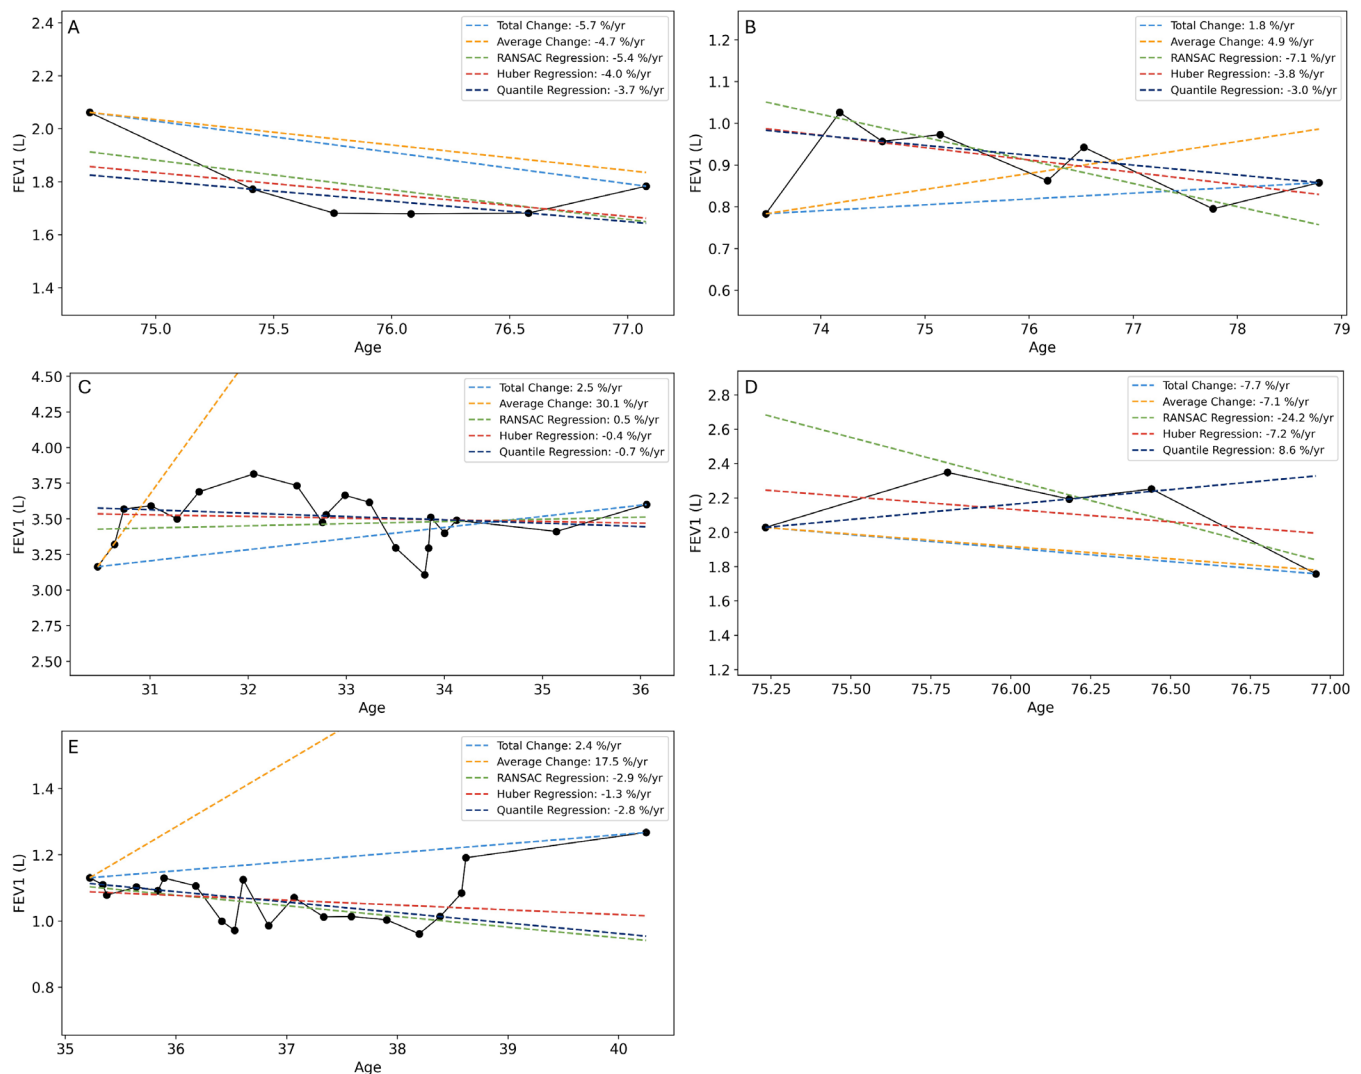 A
Total Change: -5.7 %/yr
Average Change: -4.7 %/yr
RANSAC Regression: -5.4 %/yr
Huber Regression: -4.0 %/yr
Quantile Regression: -3.7 %/yr
2.4
2.2
2.0
1.8
1.6
1.4
FEV1 (L)
75.0 75.5 76.0 76.5 77.0
Age
B
Total Change: 1.8 %/yr
Average Change: 4.9 %/yr
RANSAC Regression: -7.1 %/yr
Huber Regression: -3.8 %/yr
Quantile Regression: -3.0 %/yr
1.2
1.1
1.0
0.9
0.8
0.7
0.6
FEV1 (L)
74 75 76 77 78 79
Age
C
Total Change: 2.5 %/yr
Average Change: 30.1 %/yr
RANSAC Regression: 0.5 %/yr
Huber Regression: -0.4 %/yr
Quantile Regression: -0.7 %/yr
4.50
4.25
4.00
3.75
3.50
3.25
3.00
2.75
2.50
FEV1 (L)
31 32 33 34 35 36
Age
D
Total Change: -7.7 %/yr
Average Change: -7.1 %/yr
RANSAC Regression: -24.2 %/yr
Huber Regression: -7.2 %/yr
Quantile Regression: 8.6 %/yr
2.8
2.6
2.4
2.2
2.0
1.8
1.6
1.4
1.2
FEV1 (L)
75.25 75.50 75.75 76.00 76.25 76.50 76.75 77.00
Age
E
Total Change: 2.4 %/yr
Average Change: 17.5 %/yr
RANSAC Regression: -2.9 %/yr
Huber Regression: -1.3 %/yr
Quantile Regression: -2.8 %/yr
1.4
1.2
1.0
0.8
FEV1 (L)
35 36 37 38 39 40
Age